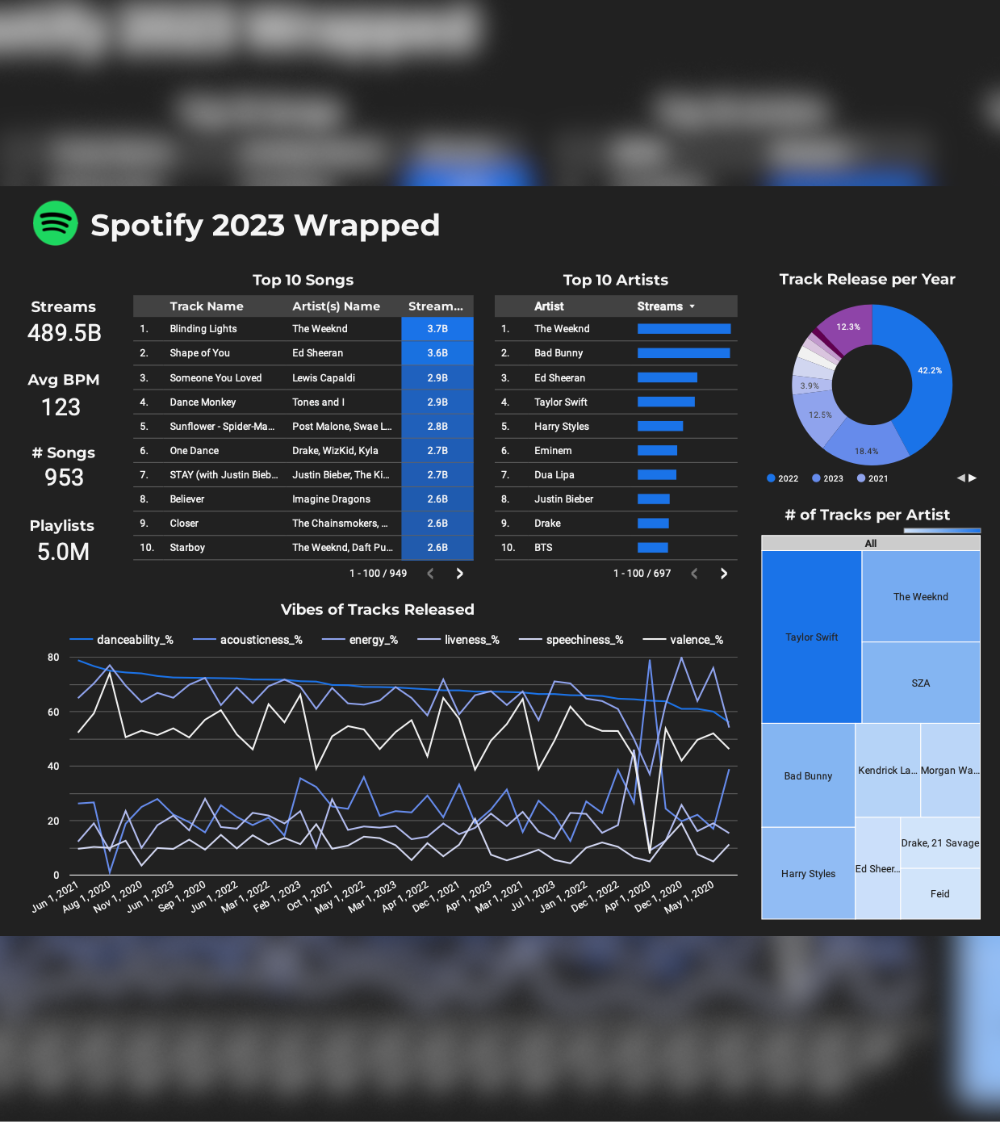 Spotify 2023 Wrapped
Streams
489.5B
Avg BPM
123
# Songs
953
Playlists
5.0M
Top 10 Songs
Track Name Artist(s) Name Stream...
1. Blinding Lights The Weeknd 3.7B
2. Shape of You Ed Sheeran 3.6B
3. Someone You Loved Lewis Capaldi 2.9B
4. Dance Monkey Tones and I 2.9B
5. Sunflower - Spider-Ma... Post Malone, Swae L... 2.8B
6. One Dance Drake, WizKid, Kyla 2.7B
7. STAY (with Justin Bieb... Justin Bieber, The Ki... 2.7B
8. Believer Imagine Dragons 2.6B
9. Closer The Chainsmokers, ... 2.6B
10. Starboy The Weeknd, Daft Pu... 2.6B
1 - 100 / 949
Top 10 Artists
Artist Streams
1. The Weeknd
2. Bad Bunny
3. Ed Sheeran
4. Taylor Swift
5. Harry Styles
6. Eminem
7. Dua Lipa
8. Justin Bieber
9. Drake
10. BTS
1 - 100 / 697
Track Release per Year
12.3%
42.2%
3.9%
12.5%
18.4%
2022 2023 2021
# of Tracks per Artist
All
Taylor Swift
The Weeknd
SZA
Bad Bunny
Kendrick La...
Morgan Wa...
Harry Styles
Ed Sheer...
Drake, 21 Savage
Feid
Vibes of Tracks Released
danceability_% acousticness_% energy_% liveness_% speechiness_% valence_%
80
60
40
20
0
Jun 1, 2021
Aug 1, 2020
Nov 1, 2020
Jun 1, 2023
Sep 1, 2020
Jun 1, 2022
Mar 1, 2022
Feb 1, 2023
Oct 1, 2021
May 1, 2022
Mar 1, 2023
Apr 1, 2022
Dec 1, 2021
Apr 1, 2023
Mar 1, 2021
Jul 1, 2023
Jan 1, 2022
Dec 1, 2022
Apr 1, 2020
Dec 1, 2020
May 1, 2020